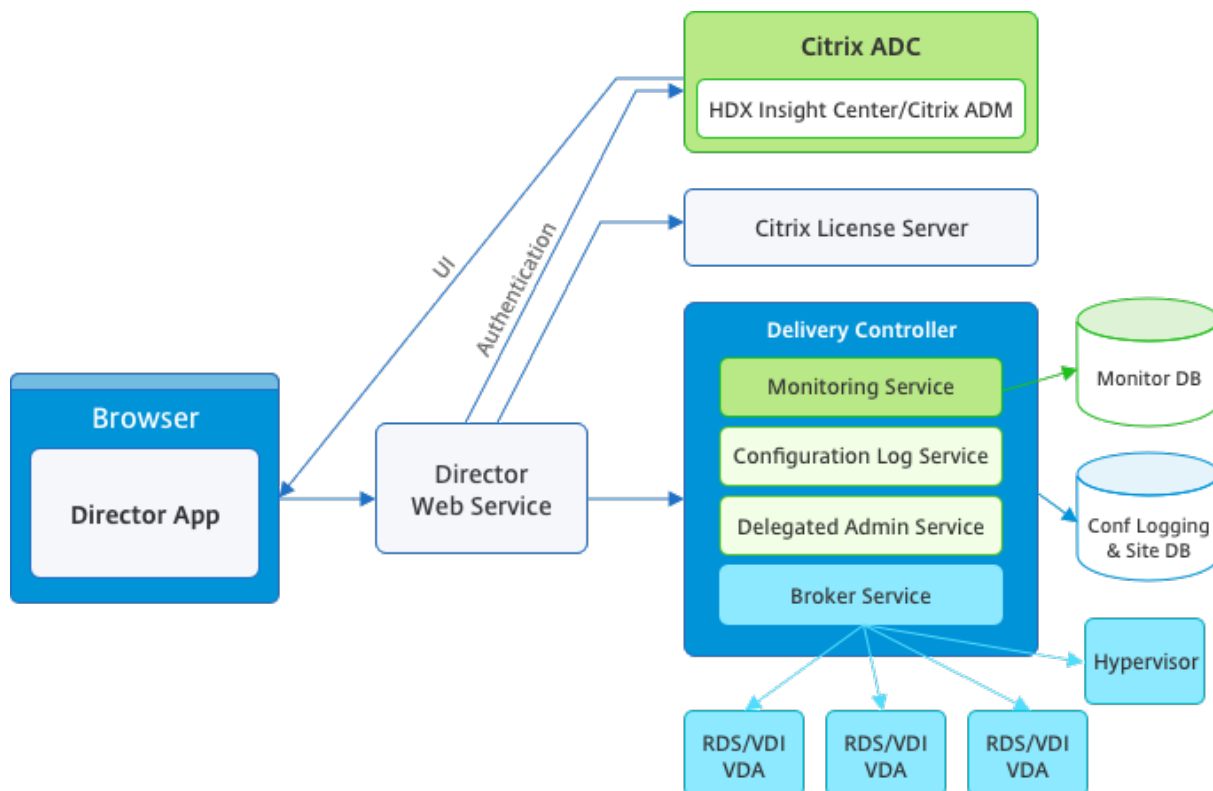 Citrix ADC
HDX Insight Center/Citrix ADM
UI
Authentication
Citrix License Server
Delivery Controller
Monitoring Service
Monitor DB
Browser
Director App
Director
Web Service
Configuration Log Service
Delegated Admin Service
Conf Logging
& Site DB
Broker Service
Hypervisor
RDS/VDI
VDA
RDS/VDI
VDA
RDS/VDI
VDA